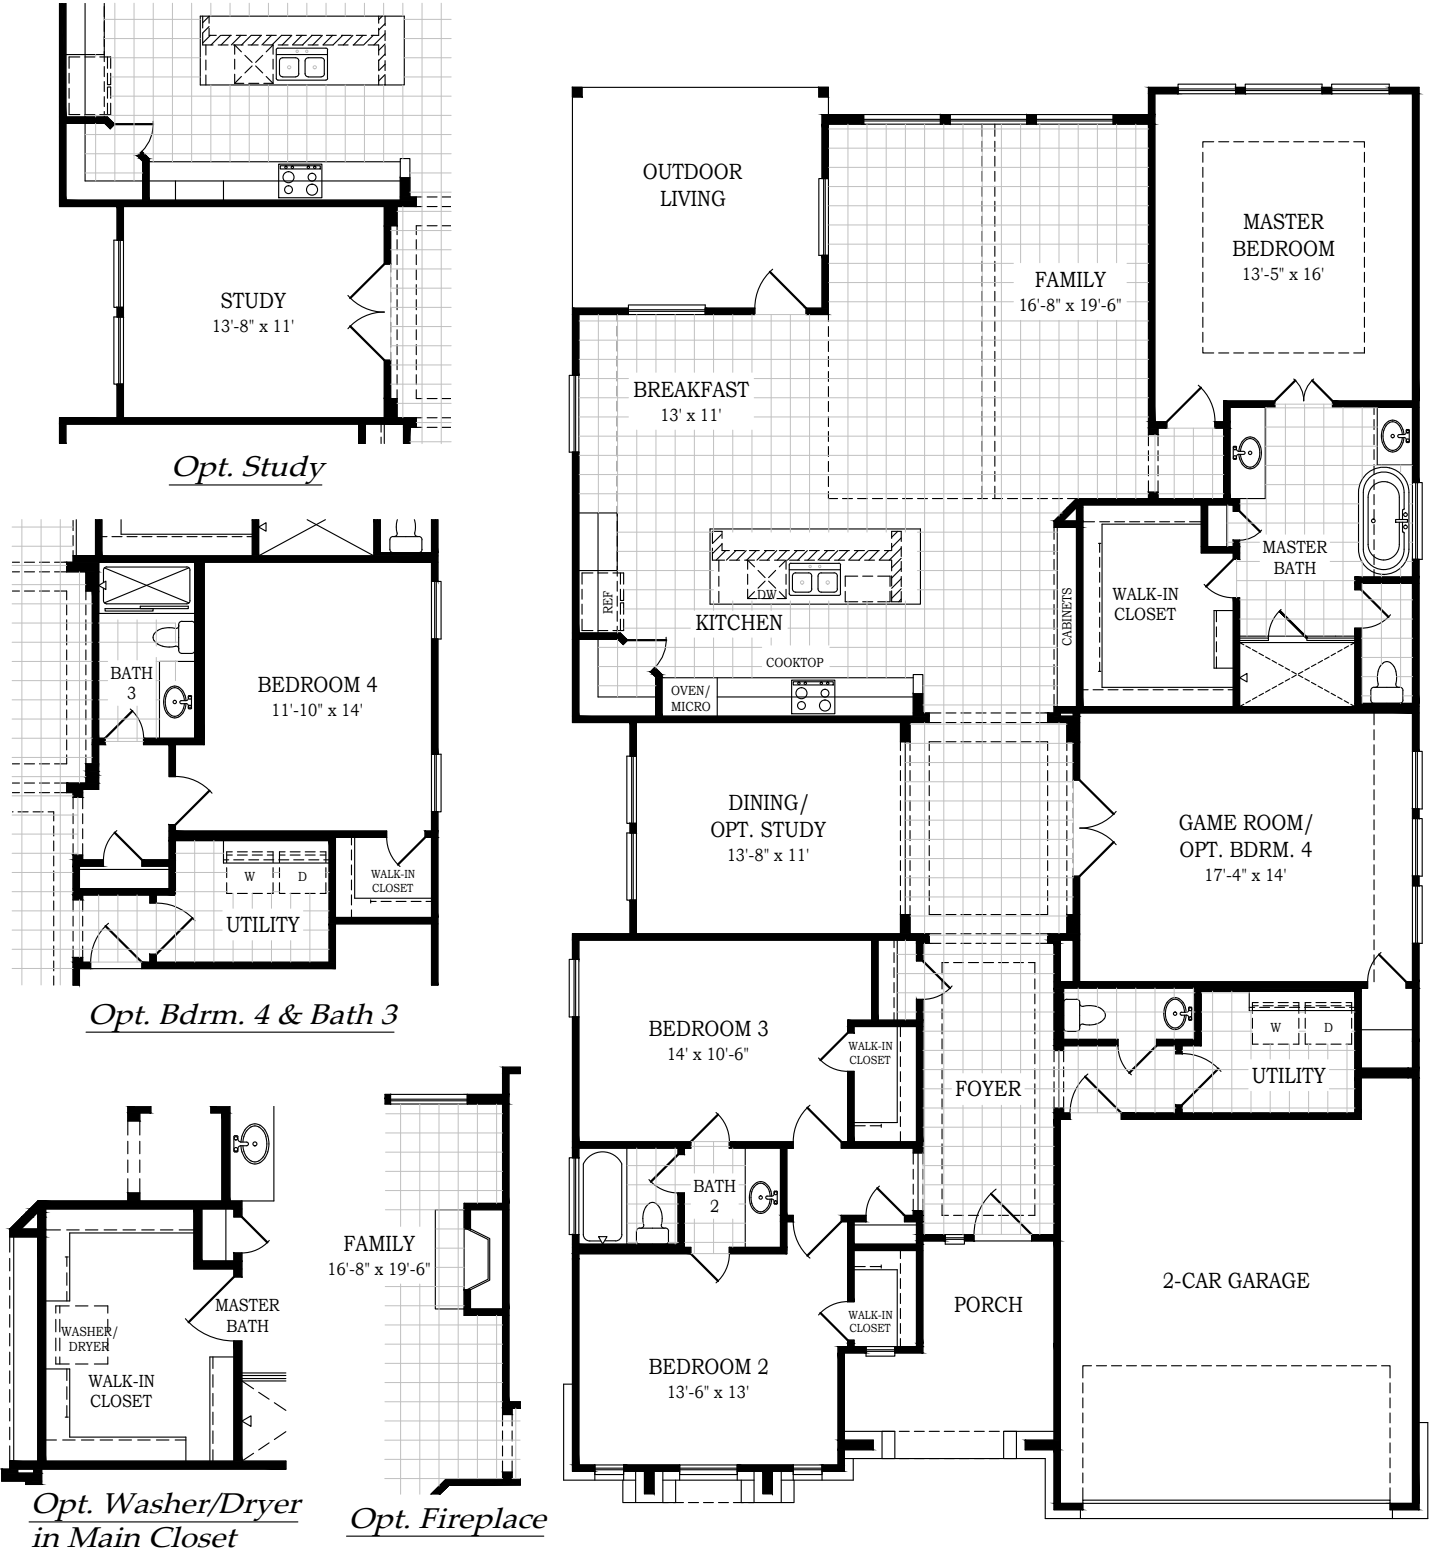 STUDY
13'-8" x 11'
Opt. Study
BATH
3
BEDROOM 4
11'-10" x 14'
W
D
WALK-IN
CLOSET
UTILITY
Opt. Bdrm. 4 & Bath 3
MASTER
BATH
WASHER/
DRYER
WALK-IN
CLOSET
Opt. Washer/Dryer
in Main Closet
FAMILY
16'-8" x 19'-6"
Opt. Fireplace
OUTDOOR
LIVING
FAMILY
16'-8" x 19'-6"
MASTER
BEDROOM
13'-5" x 16'
BREAKFAST
13' x 11'
MASTER
BATH
WALK-IN
CLOSET
CABINETS
REF
DW
KITCHEN
COOKTOP
OVEN/
MICRO
DINING/
OPT. STUDY
13'-8" x 11'
GAME ROOM/
OPT. BDRM. 4
17'-4" x 14'
BEDROOM 3
14' x 10'-6"
WALK-IN
CLOSET
FOYER
W
D
UTILITY
BATH
2
BEDROOM 2
13'-6" x 13'
WALK-IN
CLOSET
PORCH
2-CAR GARAGE